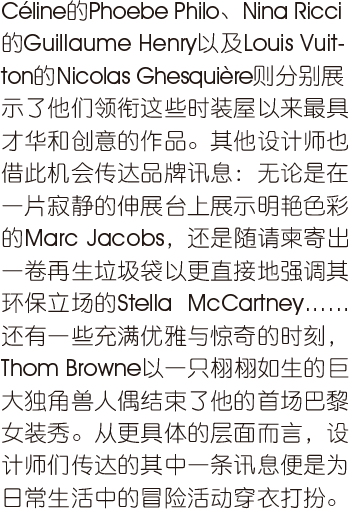 Céline的Phoebe Philo、Nina Ricci
的Guillaume Henry以及Louis Vuit-
ton的Nicolas Ghesquière则分别展
示了他们领衔这些时装屋以来最具
才华和创意的作品。其他设计师也
借此机会传达品牌讯息：无论是在
一片寂静的伸展台上展示明艳色彩
的Marc Jacobs，还是随请柬寄出
一卷再生垃圾袋以更直接地强调其
环保立场的Stella McCartney……
还有一些充满优雅与惊奇的时刻，
Thom Browne以一只栩栩如生的巨
大独角兽人偶结束了他的首场巴黎
女装秀。从更具体的层面而言，设
计师们传达的其中一条讯息便是为
日常生活中的冒险活动穿衣打扮。